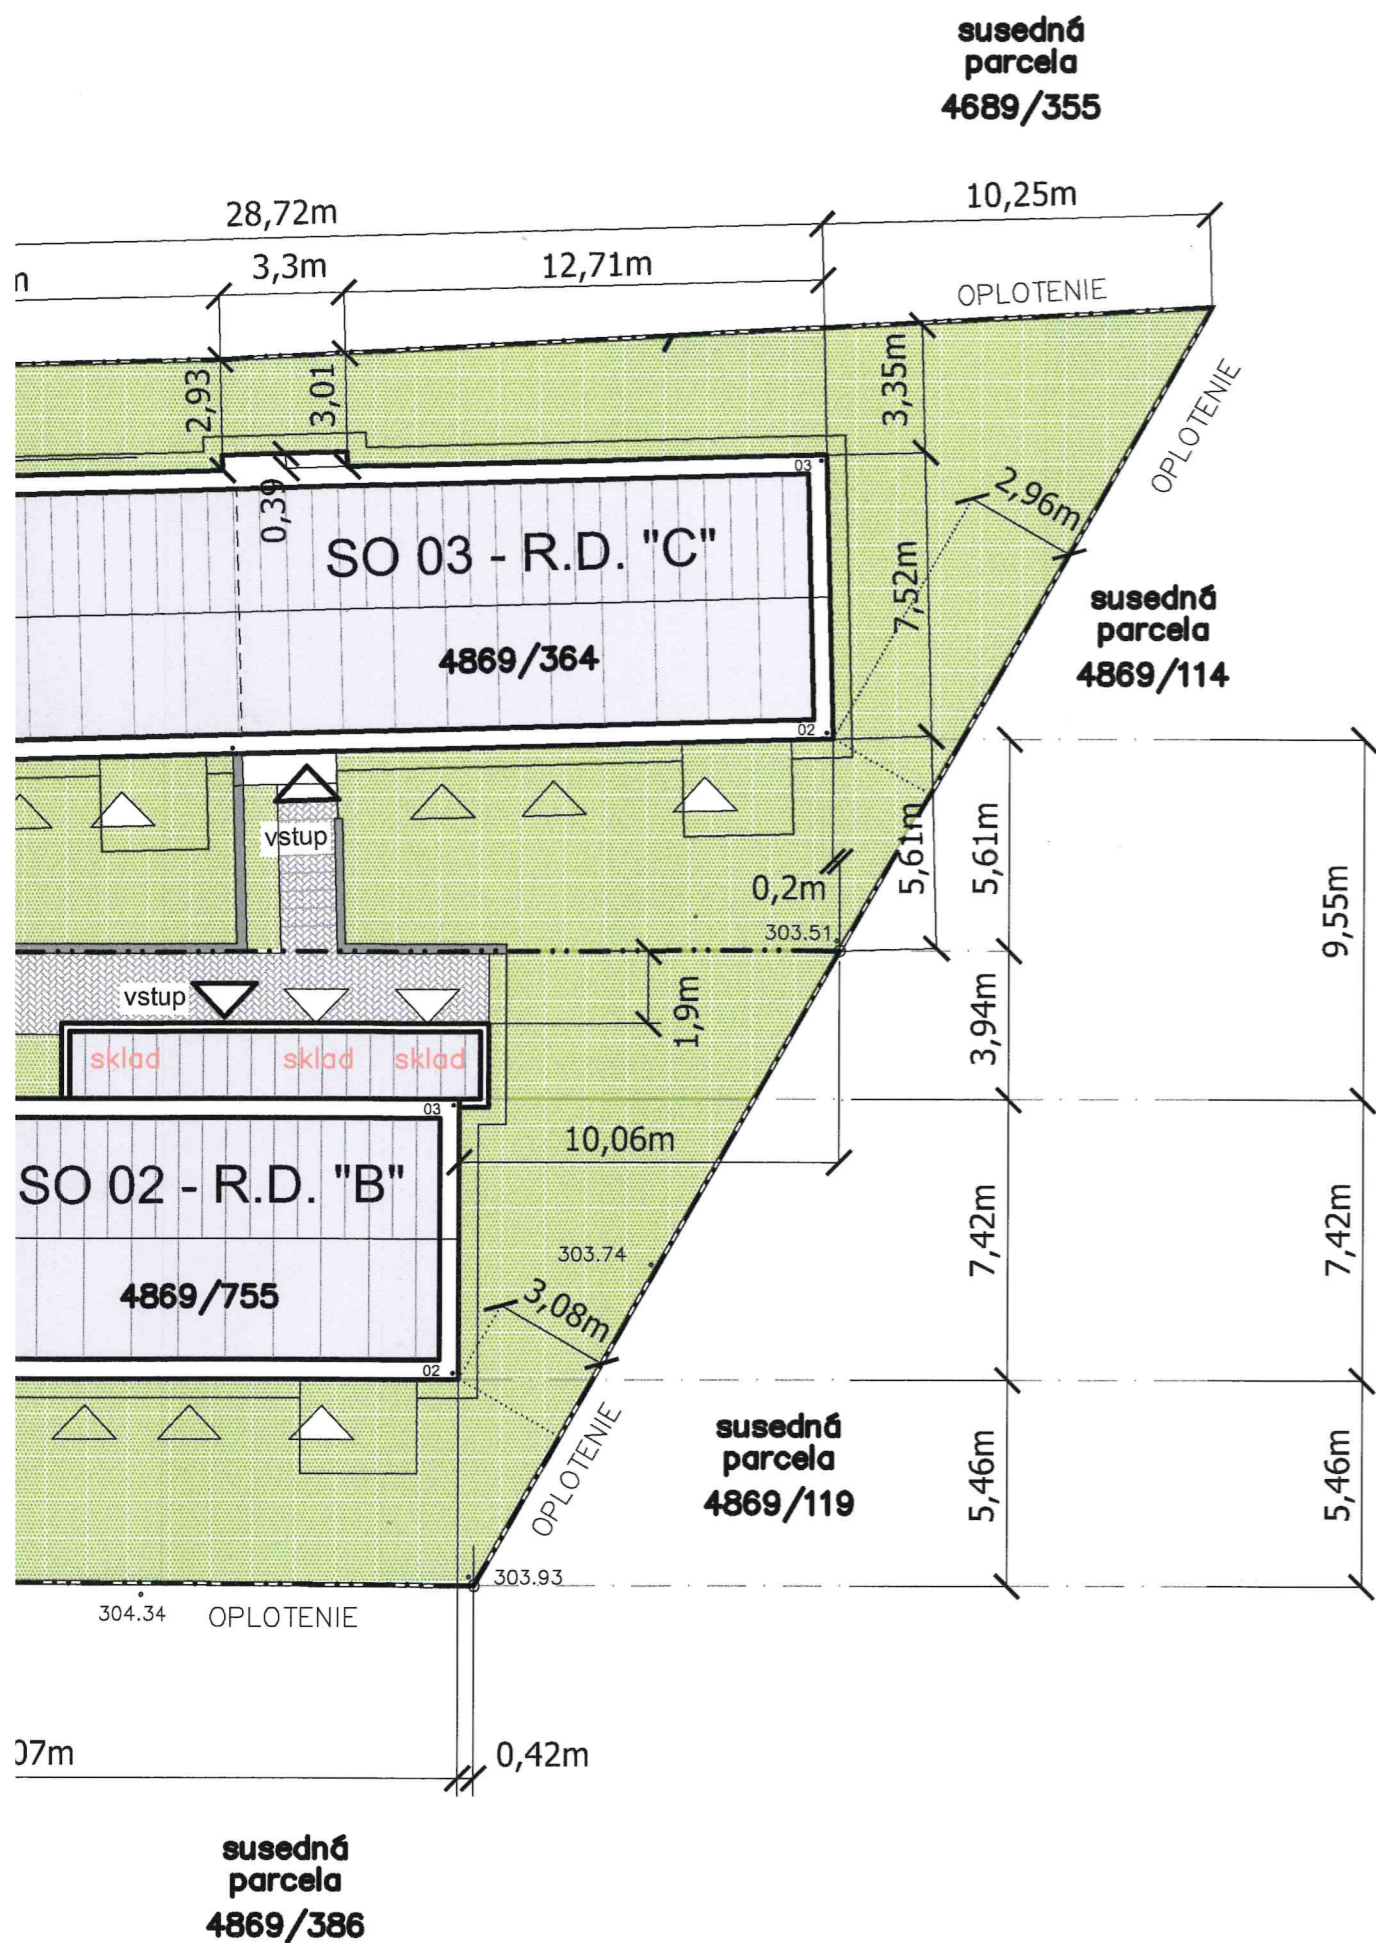 susedná
parcela
4689/355
28,72m
10,25m
m
3,3m
12,71m
OPLOTENIE
2,93
3,01
3,35m
OPLOTENIE
03
0,39
2,96m
SO 03 - R.D. "C"
7,52m
4869/364
susedná
parcela
4869/114
02
vstup
5,61m
5,61m
9,55m
0,2m
303.51
vstup
1,9m
3,94m
sklad
sklad
sklad
03
10,06m
SO 02 - R.D. "B"
7,42m
7,42m
303.74
4869/755
3,08m
02
OPLOTENIE
susedná
parcela
4869/119
5,46m
5,46m
303.93
304.34
OPLOTENIE
07m
0,42m
susedná
parcela
4869/386